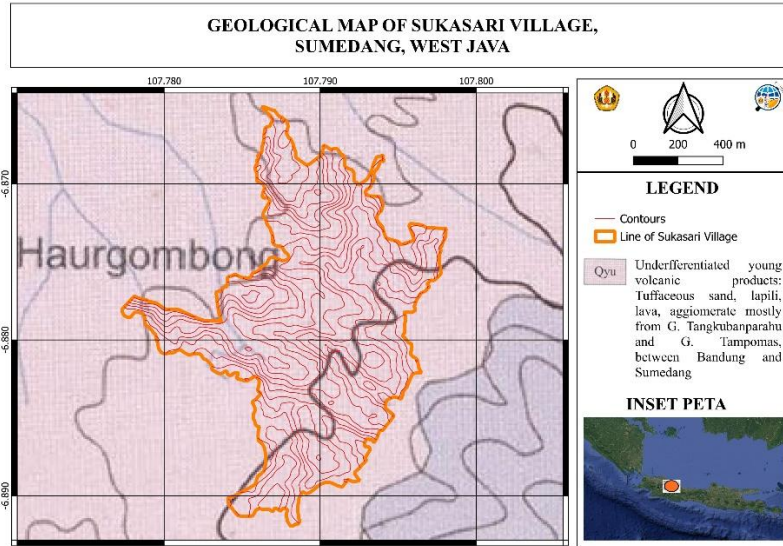 GEOLOGICAL MAP OF SUKASARI VILLAGE,
SUMEDANG, WEST JAVA
107.780
107.790
107.800
-6.870
-6.880
-6.890
Haurgombong
0 200 400 m
LEGEND
Contours
Line of Sukasari Village
Qyu
Underfferentiated young
volcanic products:
Tuffaceous sand, lapili,
lava, aggiomerate mostly
from G. Tangkubanparahu
and G. Tampomas,
between Bandung and
Sumedang
INSET PETA